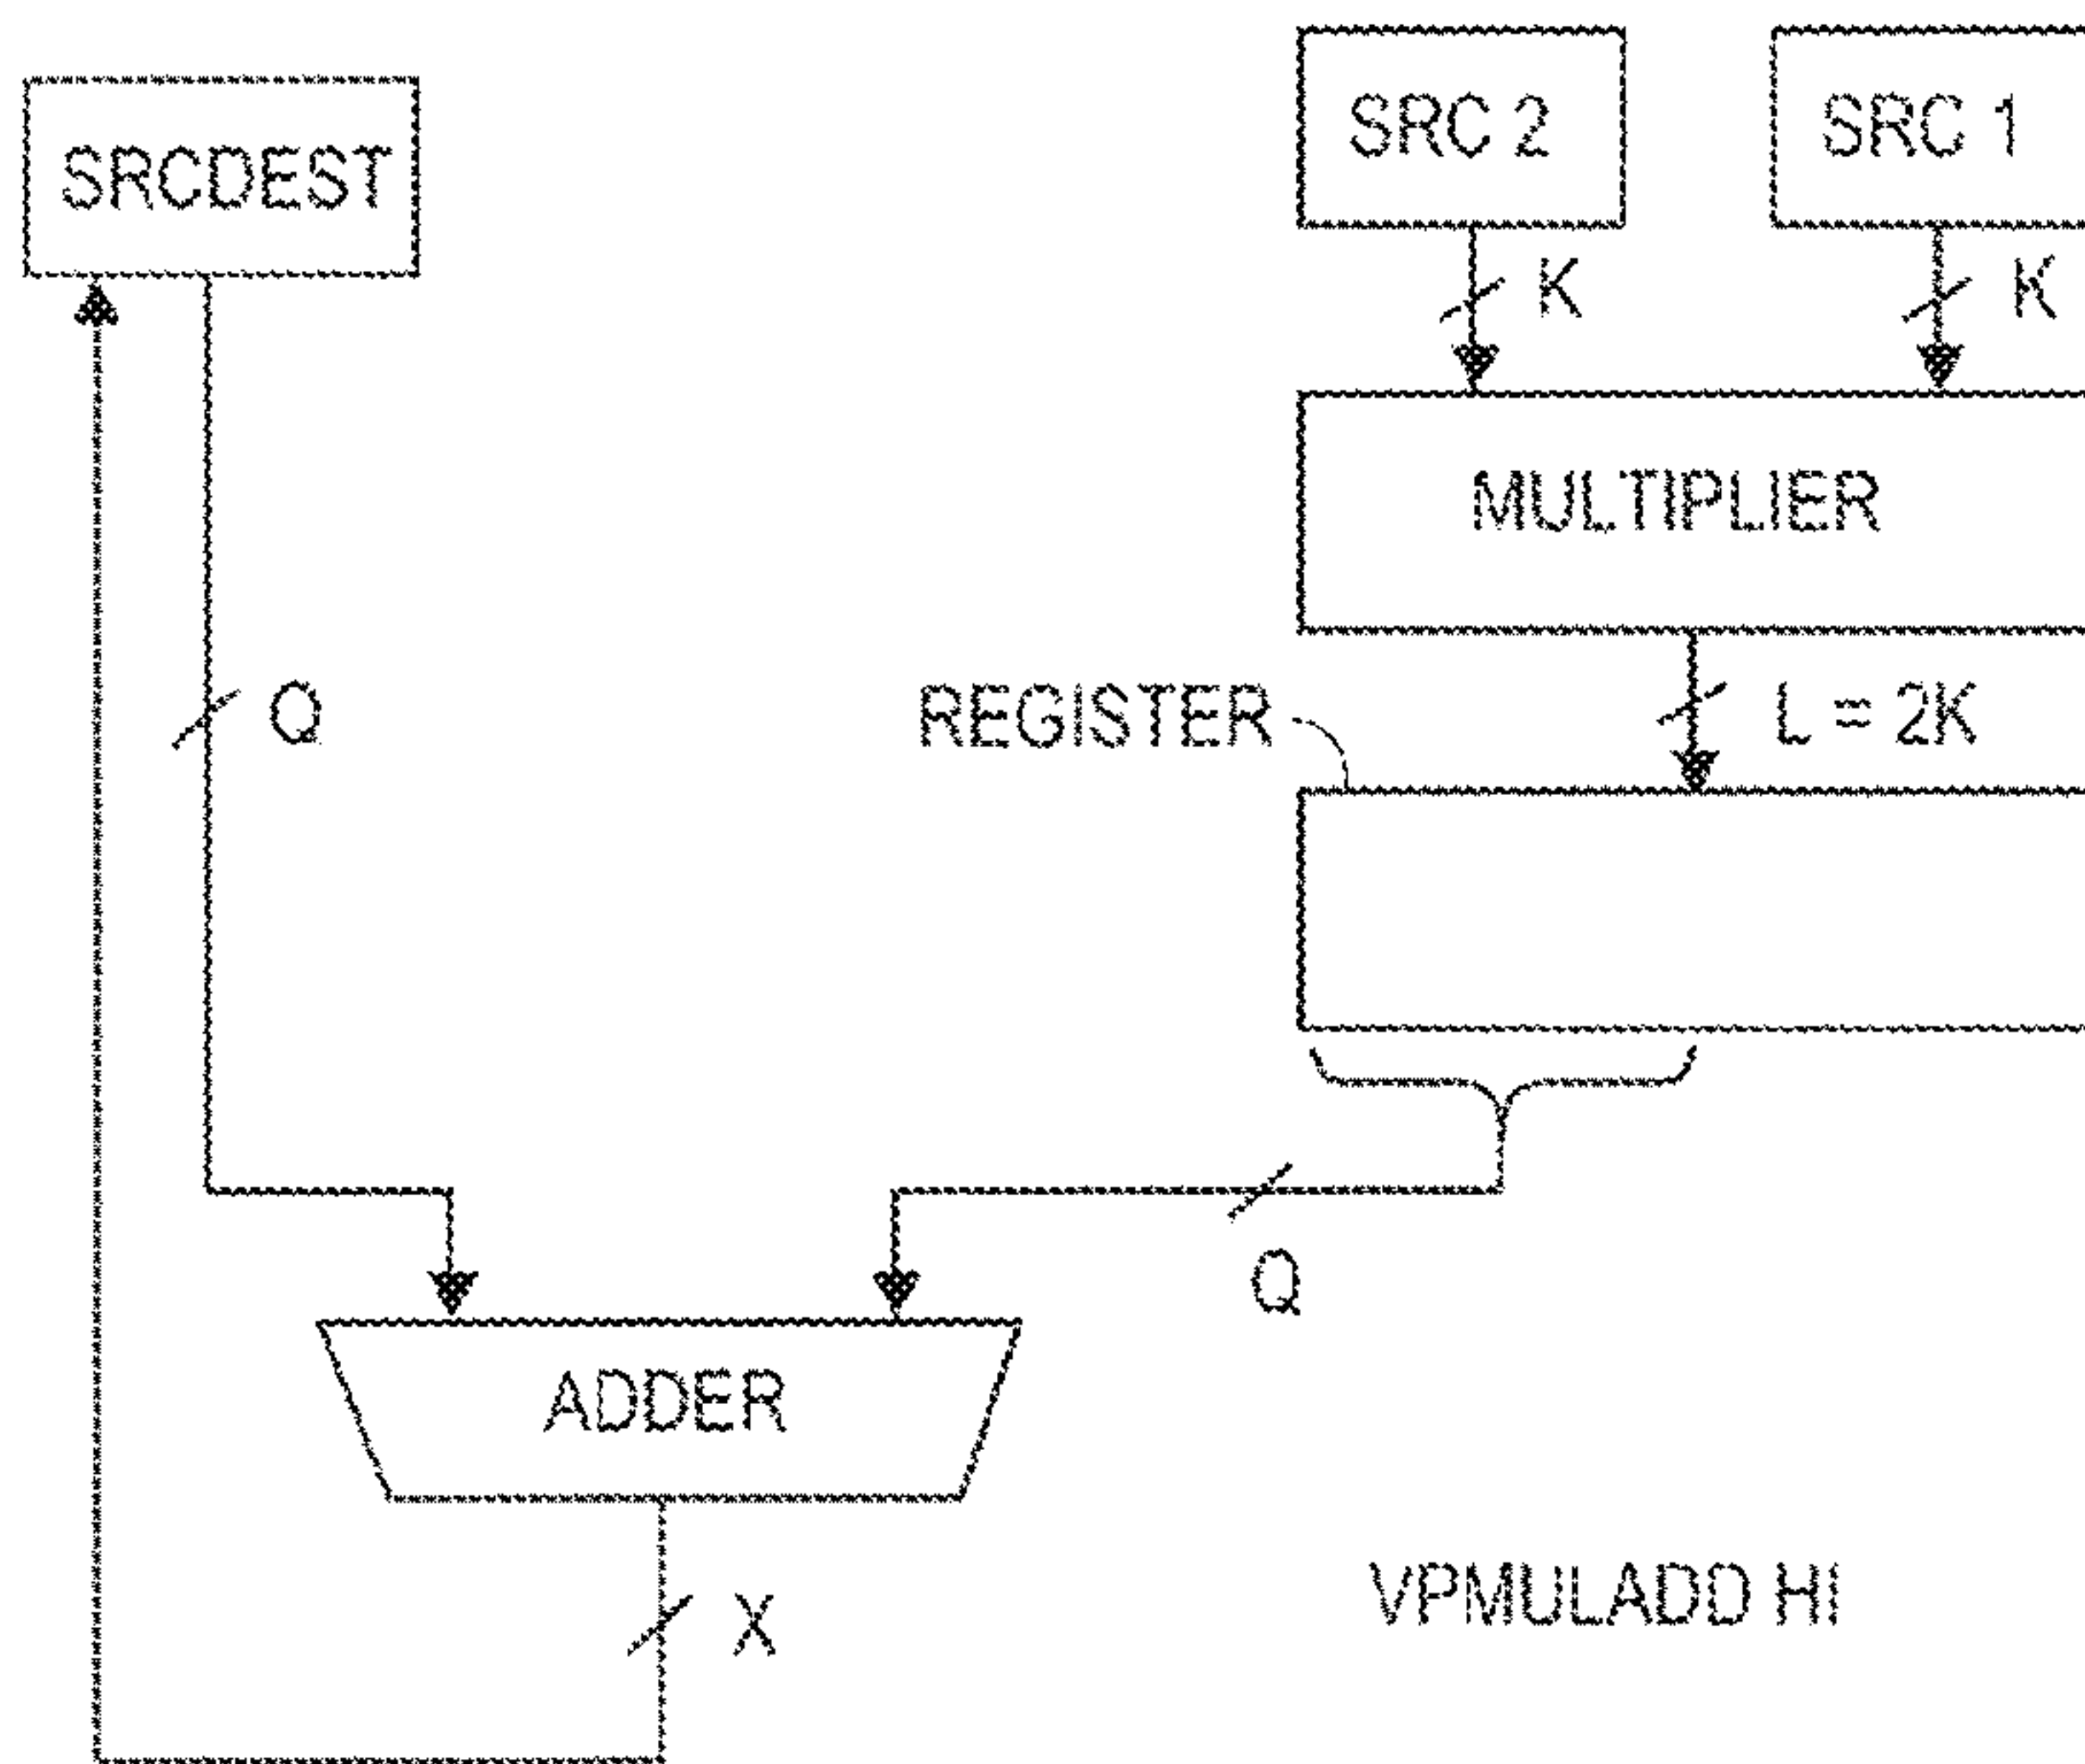 SRCDEST
SRC 2
SRC 1
K
K
MULTIPLIER
Q
REGISTER
L = 2K
Q
ADDER
X
VPMULADD HI